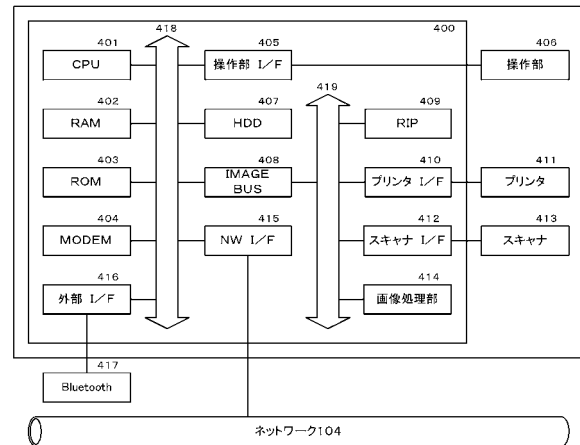 418
400
401
CPU
405
操作部 I/F
406
操作部
419
402
RAM
407
HDD
409
RIP
403
ROM
408
IMAGE
BUS
410
プリンタ I/F
411
プリンタ
404
MODEM
415
NW I/F
412
スキャナ I/F
413
スキャナ
416
外部 I/F
414
画像処理部
417
Bluetooth
ネットワーク104